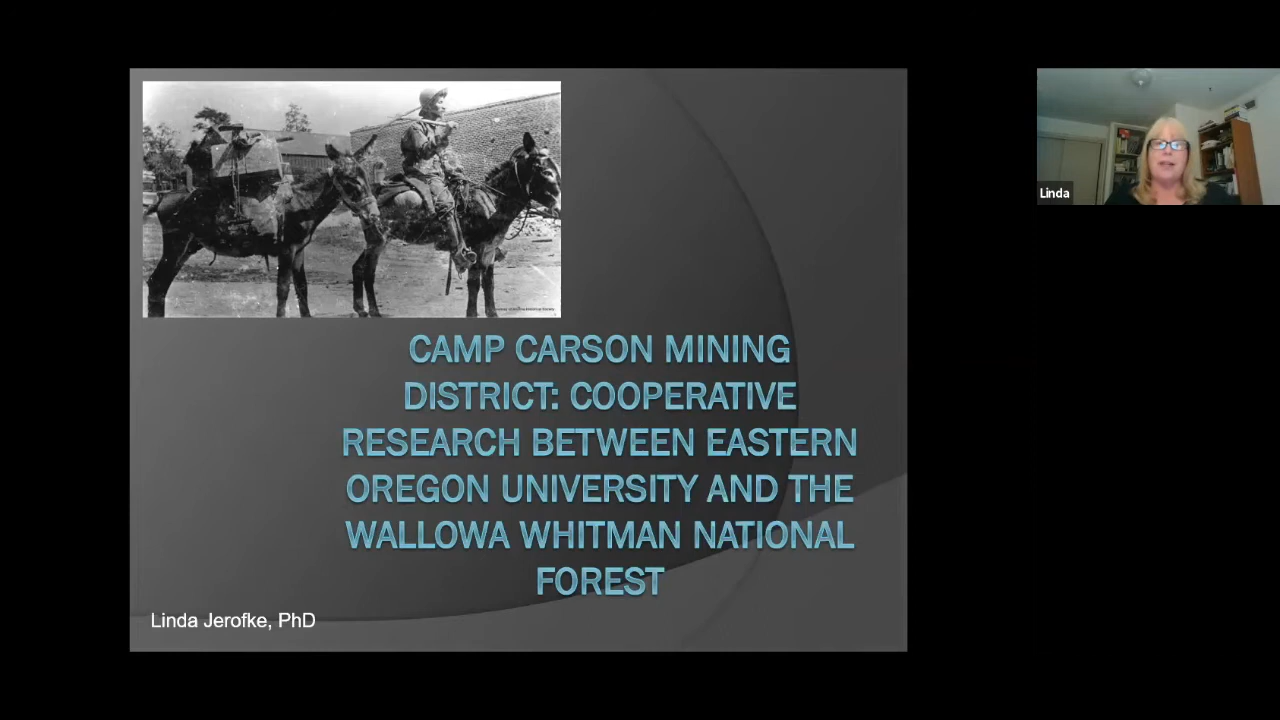 Linda
CAMP CARSON MINING
DISTRICT: COOPERATIVE
RESEARCH BETWEEN EASTERN
OREGON UNIVERSITY AND THE
WALLOWA WHITMAN NATIONAL
FOREST
Linda Jerofke, PhD